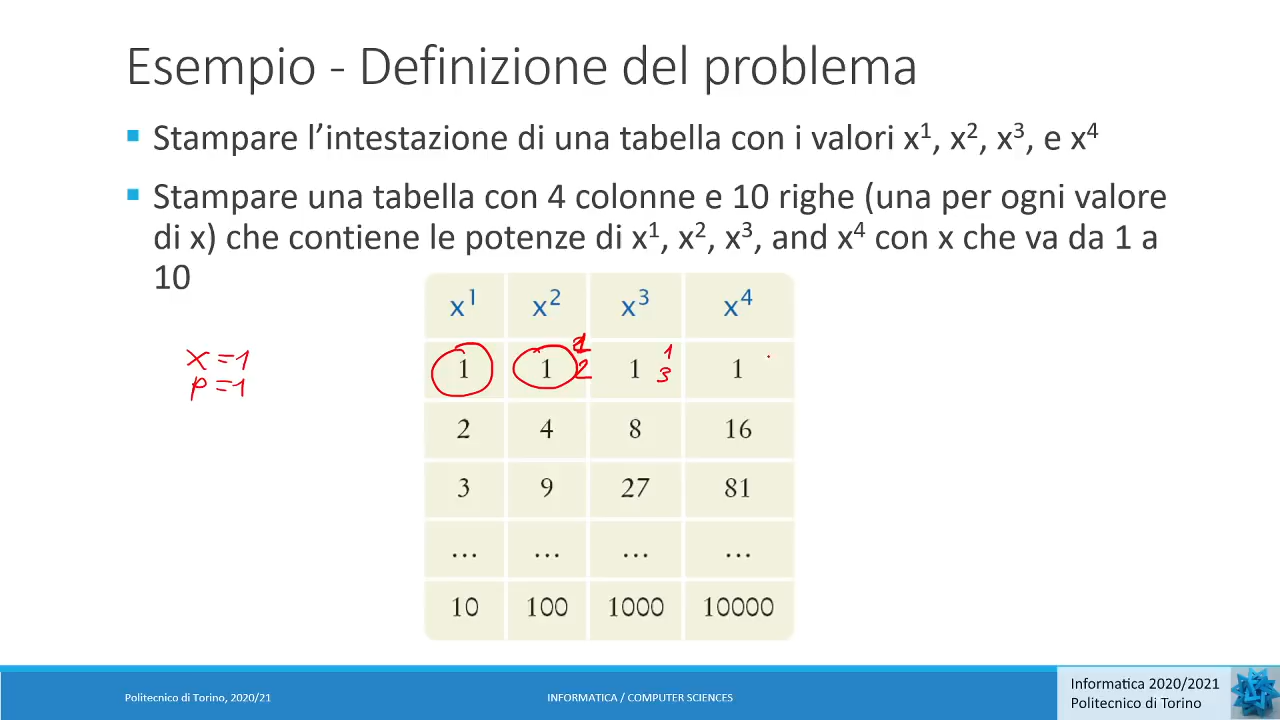 Esempio - Definizione del problema
▪ Stampare l’intestazione di una tabella con i valori x¹, x², x³, e x⁴
▪ Stampare una tabella con 4 colonne e 10 righe (una per ogni valore
di x) che contiene le potenze di x¹, x², x³, and x⁴ con x che va da 1 a
10
x¹ x² x³ x⁴
x = 1
p = 1
1 1 2 1 1 3 1
2 4 8 16
3 9 27 81
... ... ... ...
10 100 1000 10000
Politecnico di Torino, 2020/21
INFORMATICA / COMPUTER SCIENCES
Informatica 2020/2021
Politecnico di Torino